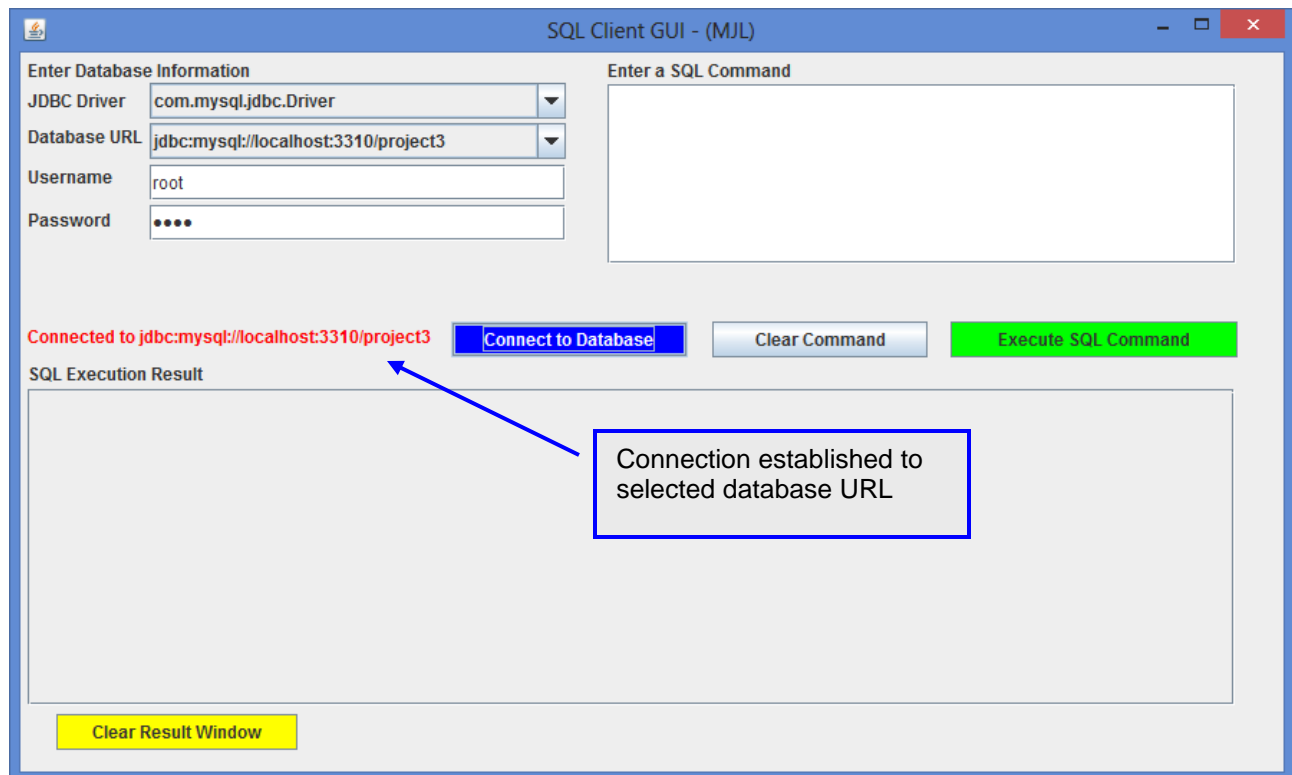 SQL Client GUI - (MJL)
Enter Database Information
JDBC Driver
com.mysql.jdbc.Driver
Database URL
jdbc:mysql://localhost:3310/project3
Username
root
Password
••••
Enter a SQL Command
Connected to jdbc:mysql://localhost:3310/project3
Connect to Database
Clear Command
Execute SQL Command
SQL Execution Result
Connection established to
selected database URL
Clear Result Window